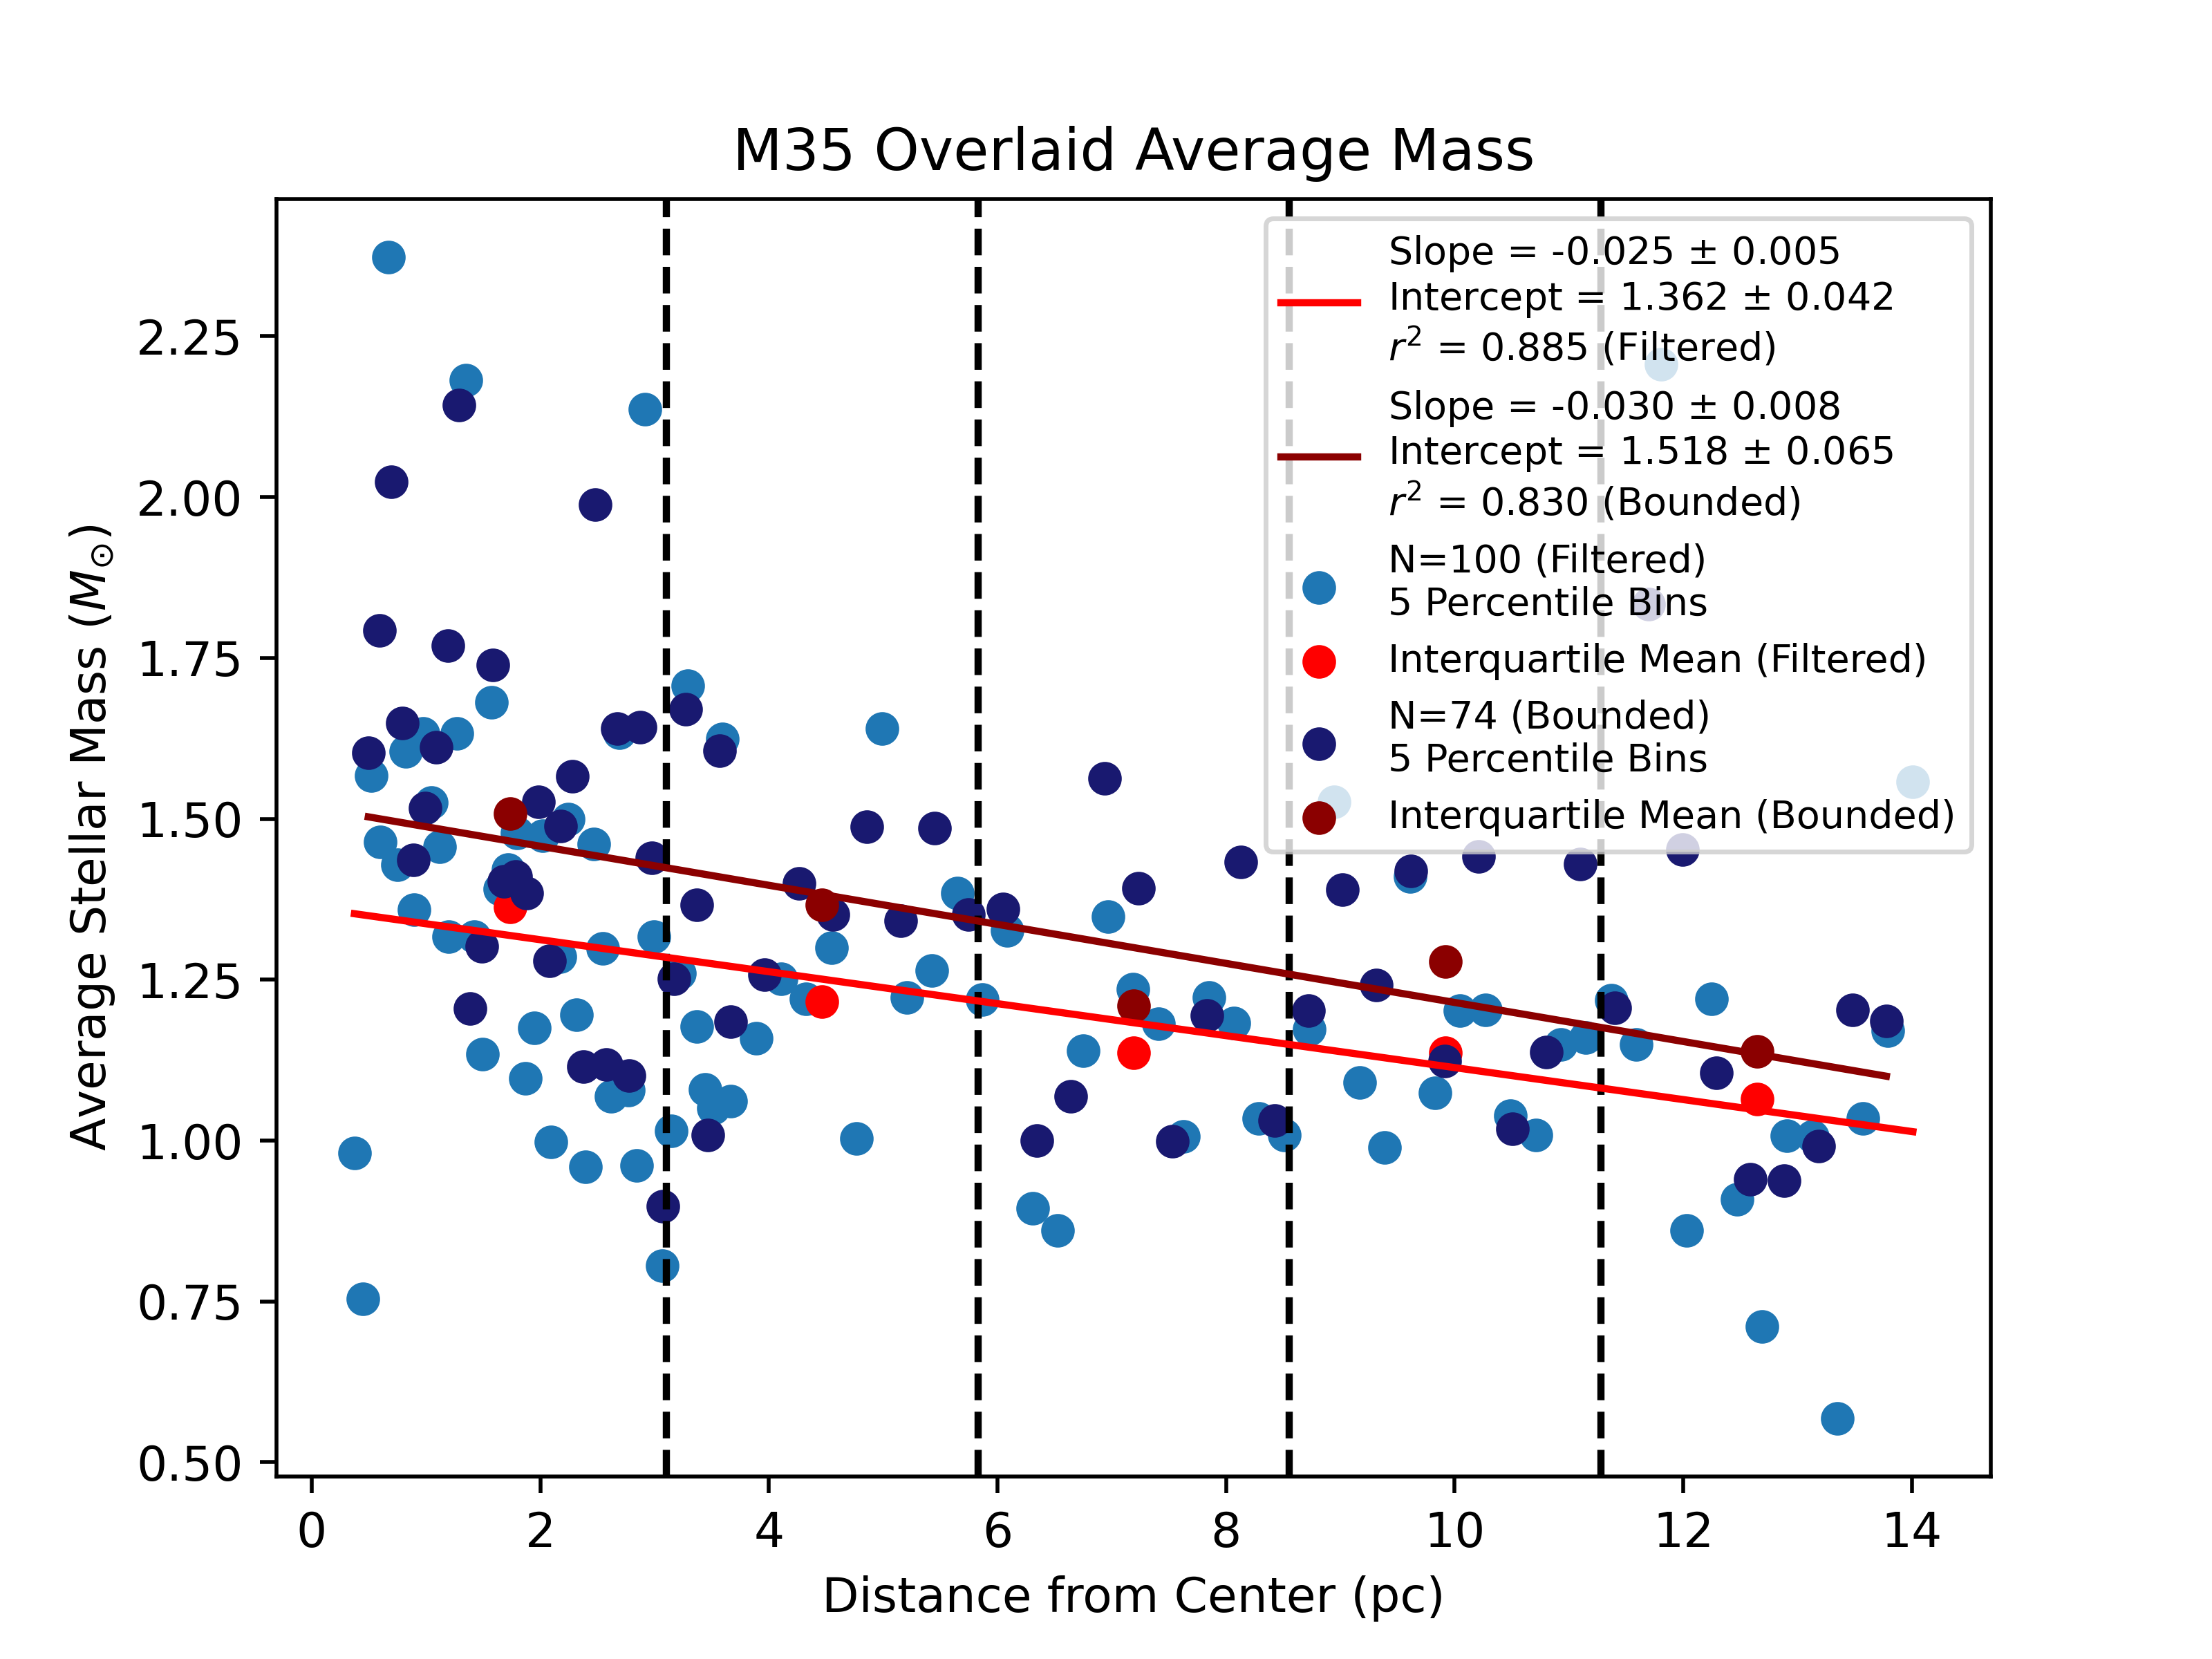 M35 Overlaid Average Mass
Average Stellar Mass (M☉)
2.25
2.00
1.75
1.50
1.25
1.00
0.75
0.50
Slope = -0.025 ± 0.005
Intercept = 1.362 ± 0.042
r² = 0.885 (Filtered)
Slope = -0.030 ± 0.008
Intercept = 1.518 ± 0.065
r² = 0.830 (Bounded)
N=100 (Filtered)
5 Percentile Bins
Interquartile Mean (Filtered)
N=74 (Bounded)
5 Percentile Bins
Interquartile Mean (Bounded)
0 2 4 6 8 10 12 14
Distance from Center (pc)